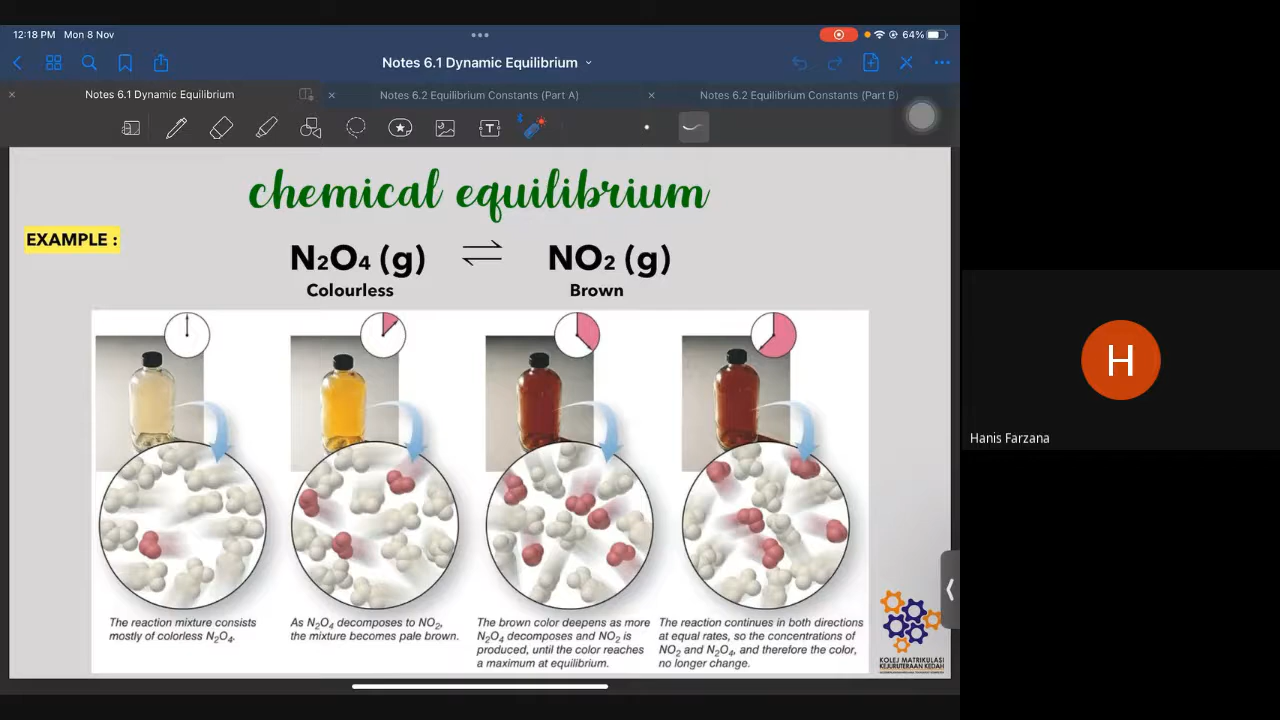 12:18 PM Mon 8 Nov
64%
Notes 6.1 Dynamic Equilibrium
Notes 6.1 Dynamic Equilibrium
Notes 6.2 Equilibrium Constants (Part A)
Notes 6.2 Equilibrium Constants (Part B)
chemical equilibrium
EXAMPLE :
N₂O₄ (g) ⇌ NO₂ (g)
Colourless
Brown
The reaction mixture consists
mostly of colorless N₂O₄.
As N₂O₄ decomposes to NO₂,
the mixture becomes pale brown.
The brown color deepens as more
N₂O₄ decomposes and NO₂ is
produced, until the color reaches
a maximum at equilibrium.
The reaction continues in both directions
at equal rates, so the concentrations of
NO₂ and N₂O₄, and therefore the color,
no longer change.
KOLEJ MATRIKULASI
KEJURUTERAAN KEDAH
H
Hanis Farzana